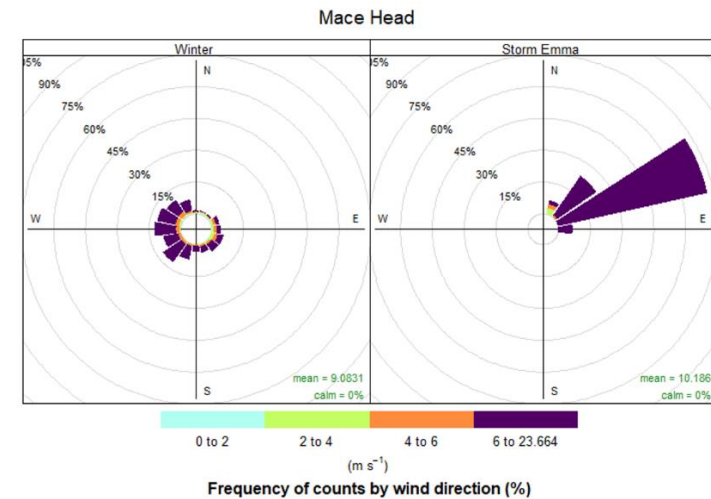 Mace Head
Winter
Storm Emma
95%
90%
75%
60%
45%
30%
15%
N
W
E
S
mean = 9.0831
calm = 0%
95%
90%
75%
60%
45%
30%
15%
N
W
E
S
mean = 10.186
calm = 0%
0 to 2
2 to 4
4 to 6
6 to 23.664
(m s⁻¹)
Frequency of counts by wind direction (%)